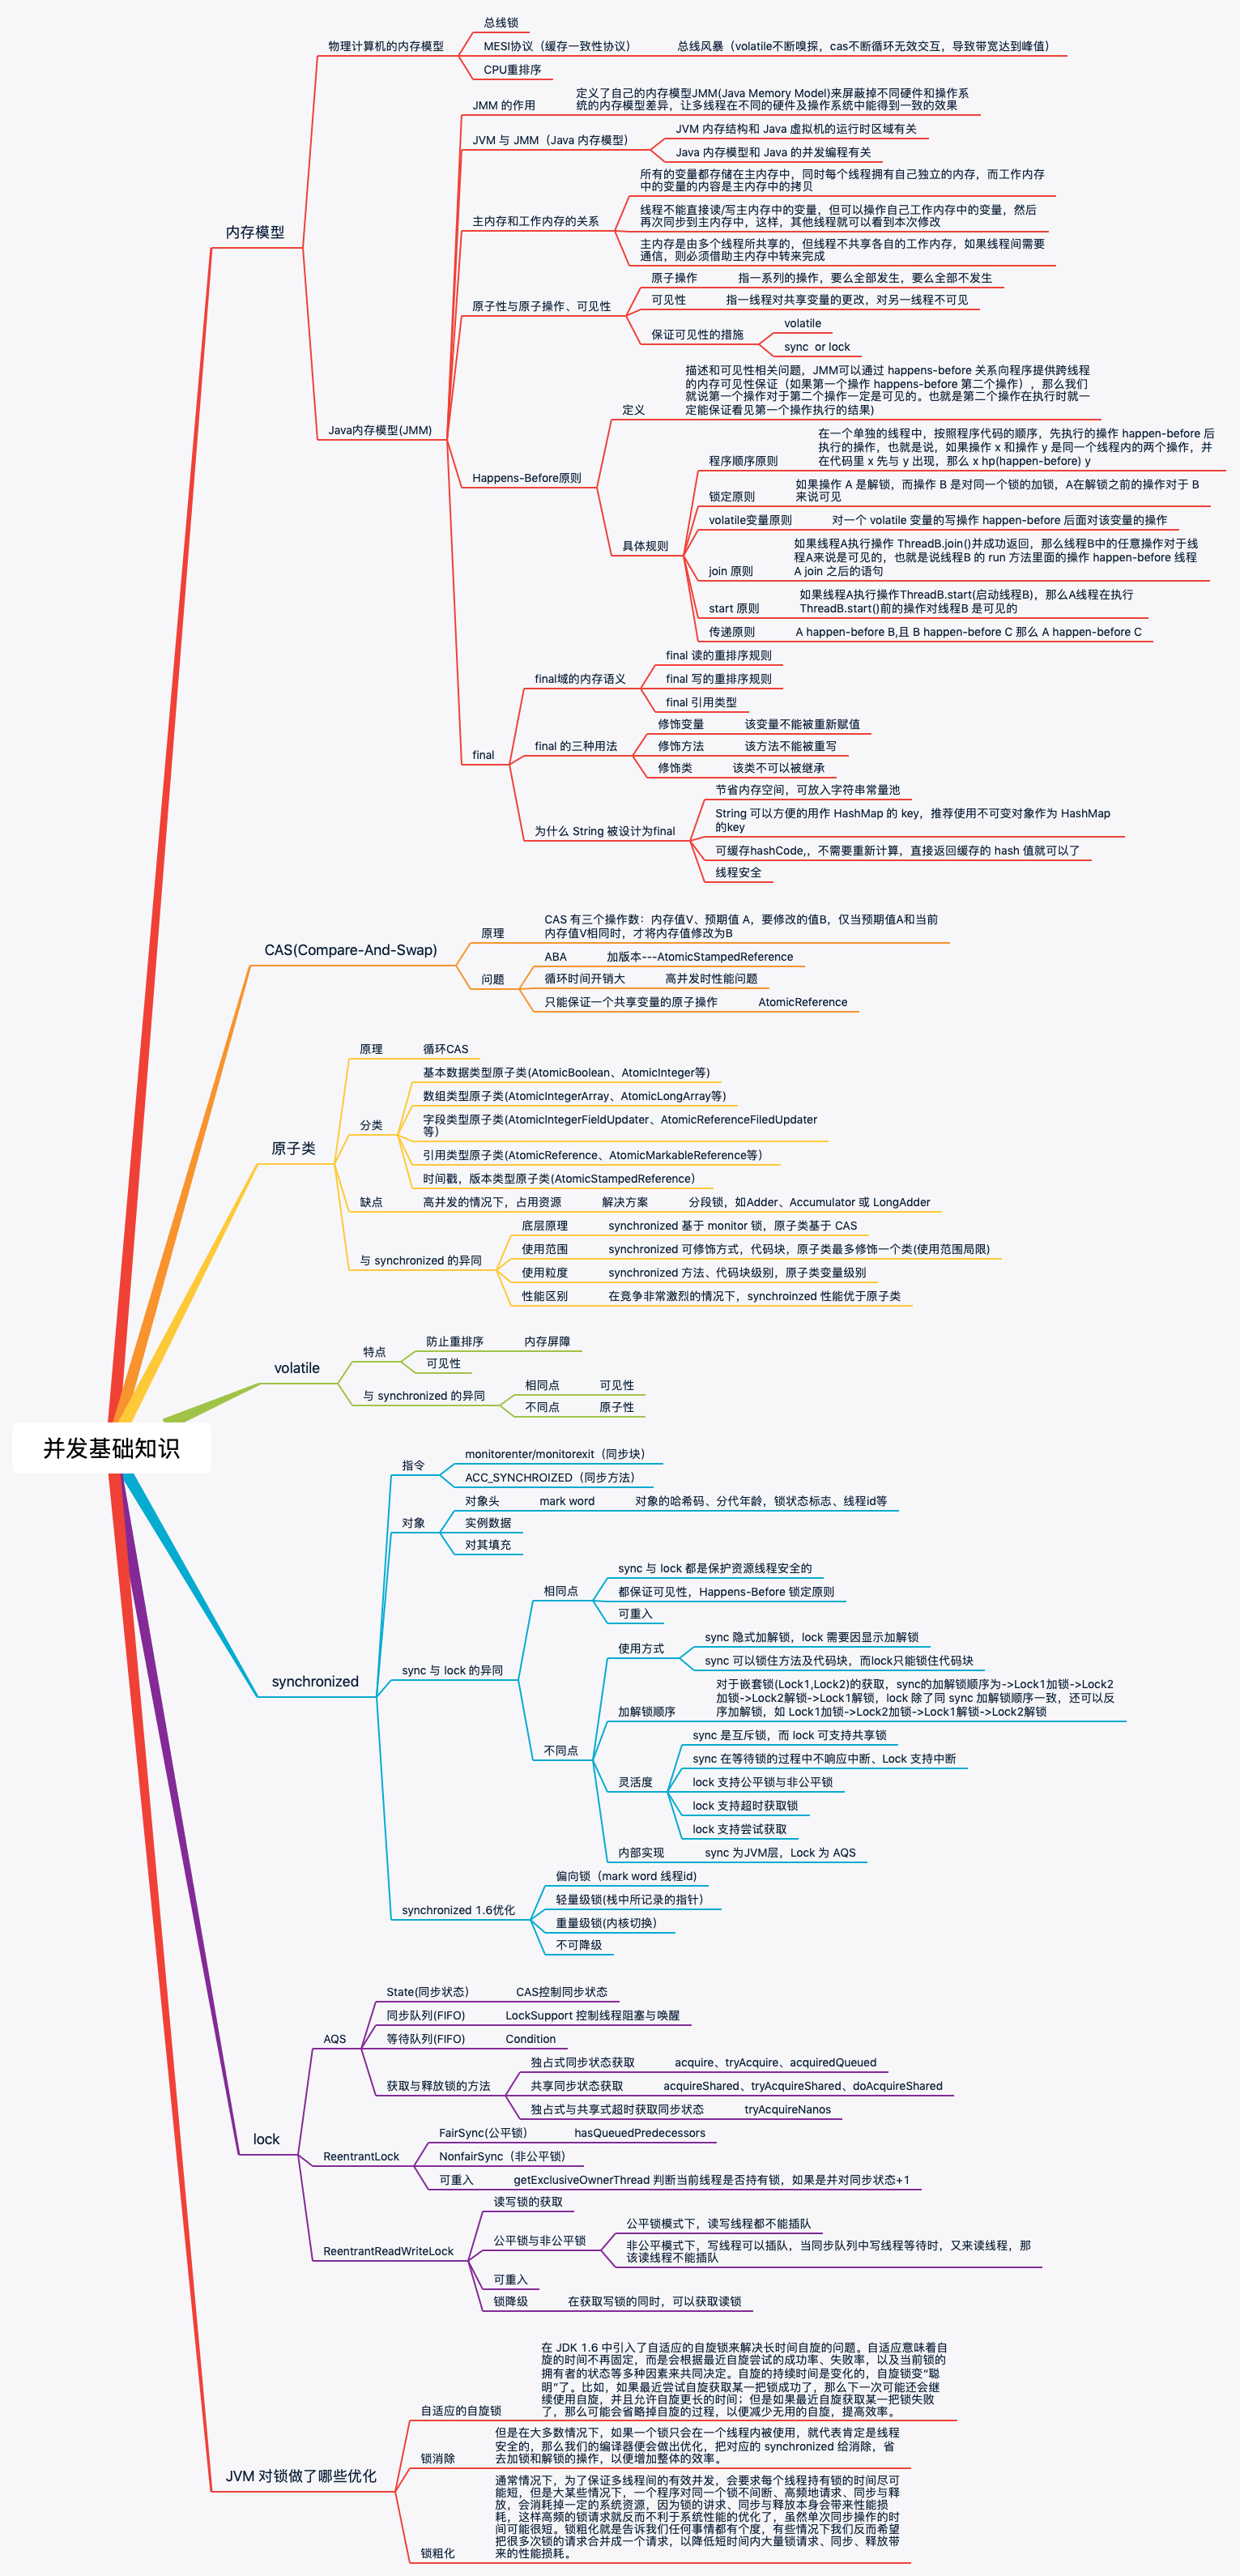 并发基础知识
内存模型
物理计算机的内存模型
总线锁
MESI协议（缓存一致性协议）
总线风暴（volatile不断嗅探，cas不断循环无效交互，导致带宽达到峰值）
CPU重排序
Java内存模型(JMM)
JMM 的作用
定义了自己的内存模型JMM(Java Memory Model)来屏蔽掉不同硬件和操作系
统的内存模型差异，让多线程在不同的硬件及操作系统中能得到一致的效果
JVM 与 JMM（Java 内存模型）
JVM 内存结构和 Java 虚拟机的运行时区域有关
Java 内存模型和 Java 的并发编程有关
主内存和工作内存的关系
所有的变量都存储在主内存中，同时每个线程拥有自己独立的内存，而工作内存
中的变量的内容是主内存中的拷贝
线程不能直接读/写主内存中的变量，但可以操作自己工作内存中的变量，然后
再次同步到主内存中，这样，其他线程就可以看到本次修改
主内存是由多个线程所共享的，但线程不共享各自的工作内存，如果线程间需要
通信，则必须借助主内存中转来完成
原子性与原子操作、可见性
原子操作
指一系列的操作，要么全部发生，要么全部不发生
可见性
指一线程对共享变量的更改，对另一线程不可见
保证可见性的措施
volatile
sync  or lock
Happens-Before原则
定义
描述和可见性相关问题，JMM可以通过 happens-before 关系向程序提供跨线程
的内存可见性保证（如果第一个操作 happens-before 第二个操作），那么我们
就说第一个操作对于第二个操作一定是可见的。也就是第二个操作在执行时就一
定能保证看见第一个操作执行的结果)
具体规则
程序顺序原则
在一个单独的线程中，按照程序代码的顺序，先执行的操作 happen-before 后
执行的操作，也就是说，如果操作 x 和操作 y 是同一个线程内的两个操作，并
在代码里 x 先与 y 出现，那么 x hp(happen-before) y
锁定原则
如果操作 A 是解锁，而操作 B 是对同一个锁的加锁，A在解锁之前的操作对于 B
来说可见
volatile变量原则
对一个 volatile 变量的写操作 happen-before 后面对该变量的操作
join 原则
如果线程A执行操作 ThreadB.join()并成功返回，那么线程B中的任意操作对于线
程A来说是可见的，也就是说线程B 的 run 方法里面的操作 happen-before 线程
A join 之后的语句
start 原则
如果线程A执行操作ThreadB.start(启动线程B)，那么A线程在执行
ThreadB.start()前的操作对线程B 是可见的
传递原则
A happen-before B,且 B happen-before C 那么 A happen-before C
final
final域的内存语义
final 读的重排序规则
final 写的重排序规则
final 引用类型
final 的三种用法
修饰变量
该变量不能被重新赋值
修饰方法
该方法不能被重写
修饰类
该类不可以被继承
为什么 String 被设计为final
节省内存空间，可放入字符串常量池
String 可以方便的用作 HashMap 的 key，推荐使用不可变对象作为 HashMap
的key
可缓存hashCode,，不需要重新计算，直接返回缓存的 hash 值就可以了
线程安全
CAS(Compare-And-Swap)
原理
CAS 有三个操作数：内存值V、预期值 A，要修改的值B，仅当预期值A和当前
内存值V相同时，才将内存值修改为B
问题
ABA
加版本---AtomicStampedReference
循环时间开销大
高并发时性能问题
只能保证一个共享变量的原子操作
AtomicReference
原子类
原理
循环CAS
分类
基本数据类型原子类(AtomicBoolean、AtomicInteger等)
数组类型原子类(AtomicIntegerArray、AtomicLongArray等)
字段类型原子类(AtomicIntegerFieldUpdater、AtomicReferenceFiledUpdater
等)
引用类型原子类(AtomicReference、AtomicMarkableReference等)
时间戳，版本类型原子类(AtomicStampedReference)
缺点
高并发的情况下，占用资源
解决方案
分段锁，如Adder、Accumulator 或 LongAdder
与 synchronized 的异同
底层原理
synchronized 基于 monitor 锁，原子类基于 CAS
使用范围
synchronized 可修饰方式，代码块，原子类最多修饰一个类(使用范围局限)
使用粒度
synchronized 方法、代码块级别，原子类变量级别
性能区别
在竞争非常激烈的情况下，synchroinzed 性能优于原子类
volatile
特点
防止重排序
内存屏障
可见性
与 synchronized 的异同
相同点
可见性
不同点
原子性
synchronized
指令
monitorenter/monitorexit（同步块）
ACC_SYNCHROIZED（同步方法）
对象
对象头
mark word
对象的哈希码、分代年龄，锁状态标志、线程id等
实例数据
对其填充
sync 与 lock 的异同
相同点
sync 与 lock 都是保护资源线程安全的
都保证可见性，Happens-Before 锁定原则
可重入
不同点
使用方式
sync 隐式加解锁，lock 需要因显示加解锁
sync 可以锁住方法及代码块，而lock只能锁住代码块
加解锁顺序
对于嵌套锁(Lock1,Lock2)的获取，sync的加解锁顺序为->Lock1加锁->Lock2
加锁->Lock2解锁->Lock1解锁，lock 除了同 sync 加解锁顺序一致，还可以反
序加解锁，如 Lock1加锁->Lock2加锁->Lock1解锁->Lock2解锁
灵活度
sync 是互斥锁，而 lock 可支持共享锁
sync 在等待锁的过程中不响应中断、Lock 支持中断
lock 支持公平锁与非公平锁
lock 支持超时获取锁
lock 支持尝试获取
内部实现
sync 为JVM层，Lock 为 AQS
synchronized 1.6优化
偏向锁（mark word 线程id)
轻量级锁(栈中所记录的指针）
重量级锁(内核切换）
不可降级
lock
AQS
State(同步状态）
CAS控制同步状态
同步队列(FIFO)
LockSupport 控制线程阻塞与唤醒
等待队列(FIFO)
Condition
获取与释放锁的方法
独占式同步状态获取
acquire、tryAcquire、acquiredQueued
共享同步状态获取
acquireShared、tryAcquireShared、doAcquireShared
独占式与共享式超时获取同步状态
tryAcquireNanos
ReentrantLock
FairSync(公平锁）
hasQueuedPredecessors
NonfairSync（非公平锁）
可重入
getExclusiveOwnerThread 判断当前线程是否持有锁，如果是并对同步状态+1
ReentrantReadWriteLock
读写锁的获取
公平锁与非公平锁
公平锁模式下，读写线程都不能插队
非公平模式下，写线程可以插队，当同步队列中写线程等待时，又来读线程，那
该读线程不能插队
可重入
锁降级
在获取写锁的同时，可以获取读锁
JVM 对锁做了哪些优化
自适应的自旋锁
在 JDK 1.6 中引入了自适应的自旋锁来解决长时间自旋的问题。自适应意味着自
旋的时间不再固定，而是会根据最近自旋尝试的成功率、失败率，以及当前锁的
拥有者的状态等多种因素来共同决定。自旋的持续时间是变化的，自旋锁变“聪
明”了。比如，如果最近尝试自旋获取某一把锁成功了，那么下一次可能还会继
续使用自旋，并且允许自旋更长的时间；但是如果最近自旋获取某一把锁失败
了，那么可能会省略掉自旋的过程，以便减少无用的自旋，提高效率。
锁消除
但是在大多数情况下，如果一个锁只会在一个线程内被使用，就代表肯定是线程
安全的，那么我们的编译器便会做出优化，把对应的 synchronized 给消除，省
去加锁和解锁的操作，以便增加整体的效率。
锁粗化
通常情况下，为了保证多线程间的有效并发，会要求每个线程持有锁的时间尽可
能短，但是大某些情况下，一个程序对同一个锁不间断、高频地请求、同步与释
放，会消耗掉一定的系统资源，因为锁的讲求、同步与释放本身会带来性能损
耗，这样高频的锁请求就反而不利于系统性能的优化了，虽然单次同步操作的时
间可能很短。锁粗化就是告诉我们任何事情都有个度，有些情况下我们反而希望
把很多次锁的请求合并成一个请求，以降低短时间内大量锁请求、同步、释放带
来的性能损耗。